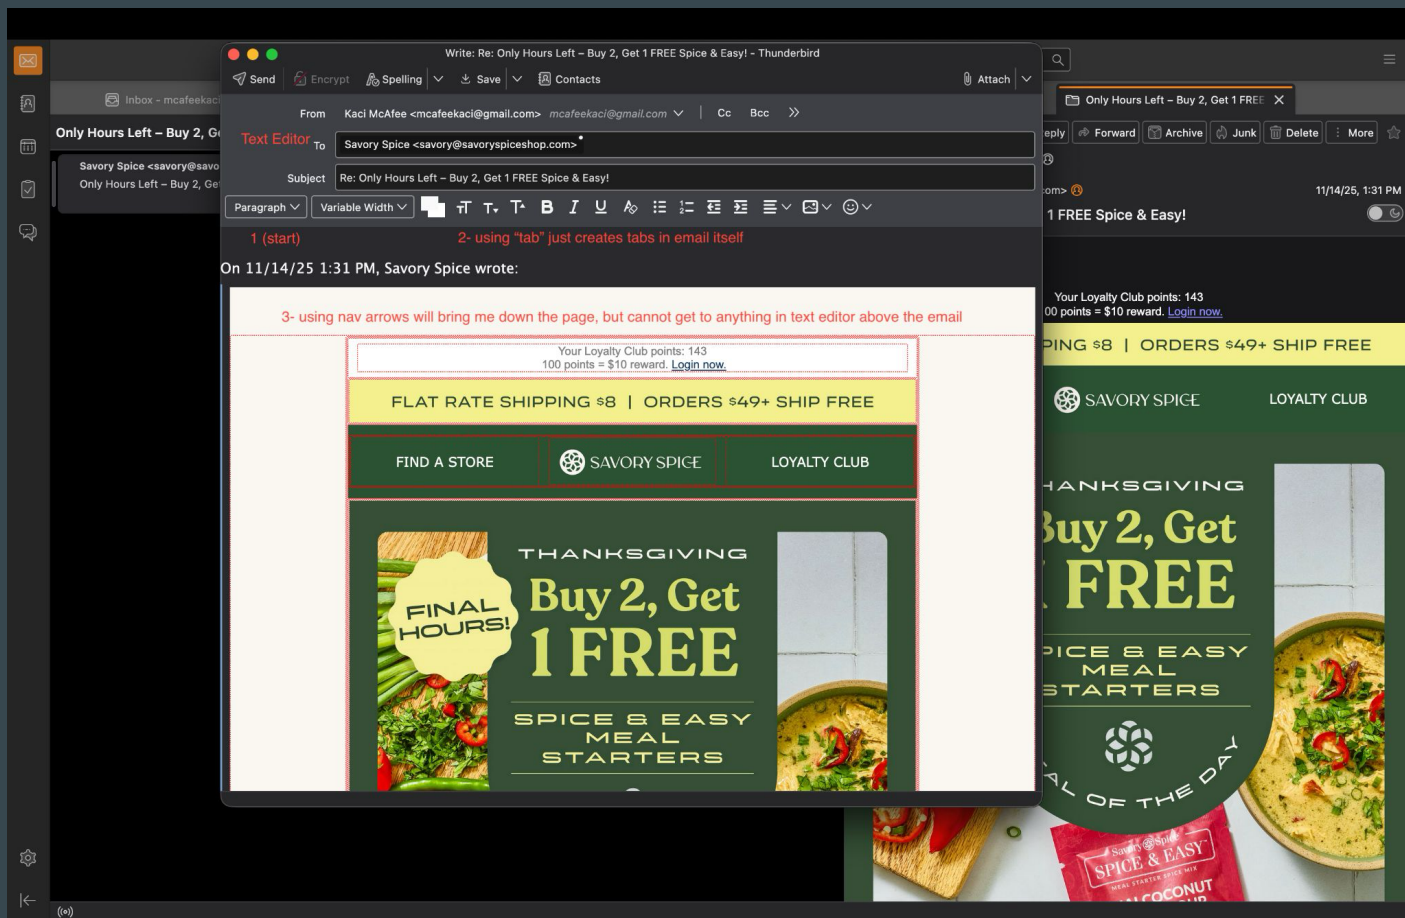 Write: Re: Only Hours Left – Buy 2, Get 1 FREE Spice & Easy! - Thunderbird
Send Encrypt Spelling Save Contacts Attach
Inbox - mcafeekaci
Only Hours Left – Buy 2, Get 1 FREE
From Kaci McAfee <mcafeekaci@gmail.com> mcafeekaci@gmail.com Cc Bcc
Only Hours Left – Buy 2, G
Text Editor To Savory Spice <savory@savoryspiceshop.com>
eply Forward Archive Junk Delete More
Savory Spice <savory@savo
Only Hours Left – Buy 2, Ge
Subject Re: Only Hours Left – Buy 2, Get 1 FREE Spice & Easy!
om> 11/14/25, 1:31 PM
Paragraph Variable Width
1 FREE Spice & Easy!
1 (start) 2- using “tab” just creates tabs in email itself
On 11/14/25 1:31 PM, Savory Spice wrote:
3- using nav arrows will bring me down the page, but cannot get to anything in text editor above the email
Your Loyalty Club points: 143
100 points = $10 reward. Login now.
FLAT RATE SHIPPING $8 | ORDERS $49+ SHIP FREE
FIND A STORE SAVORY SPICE LOYALTY CLUB
FINAL
HOURS!
THANKSGIVING
Buy 2, Get
1 FREE
SPICE & EASY
MEAL
STARTERS
Your Loyalty Club points: 143
00 points = $10 reward. Login now.
PING $8 | ORDERS $49+ SHIP FREE
SAVORY SPICE LOYALTY CLUB
HANKSGIVING
Buy 2, Get
FREE
PICE & EASY
MEAL
STARTERS
AL OF THE DAY
Savory Spice
SPICE & EASY
MEAL STARTER SPICE MIX
AI COCONUT